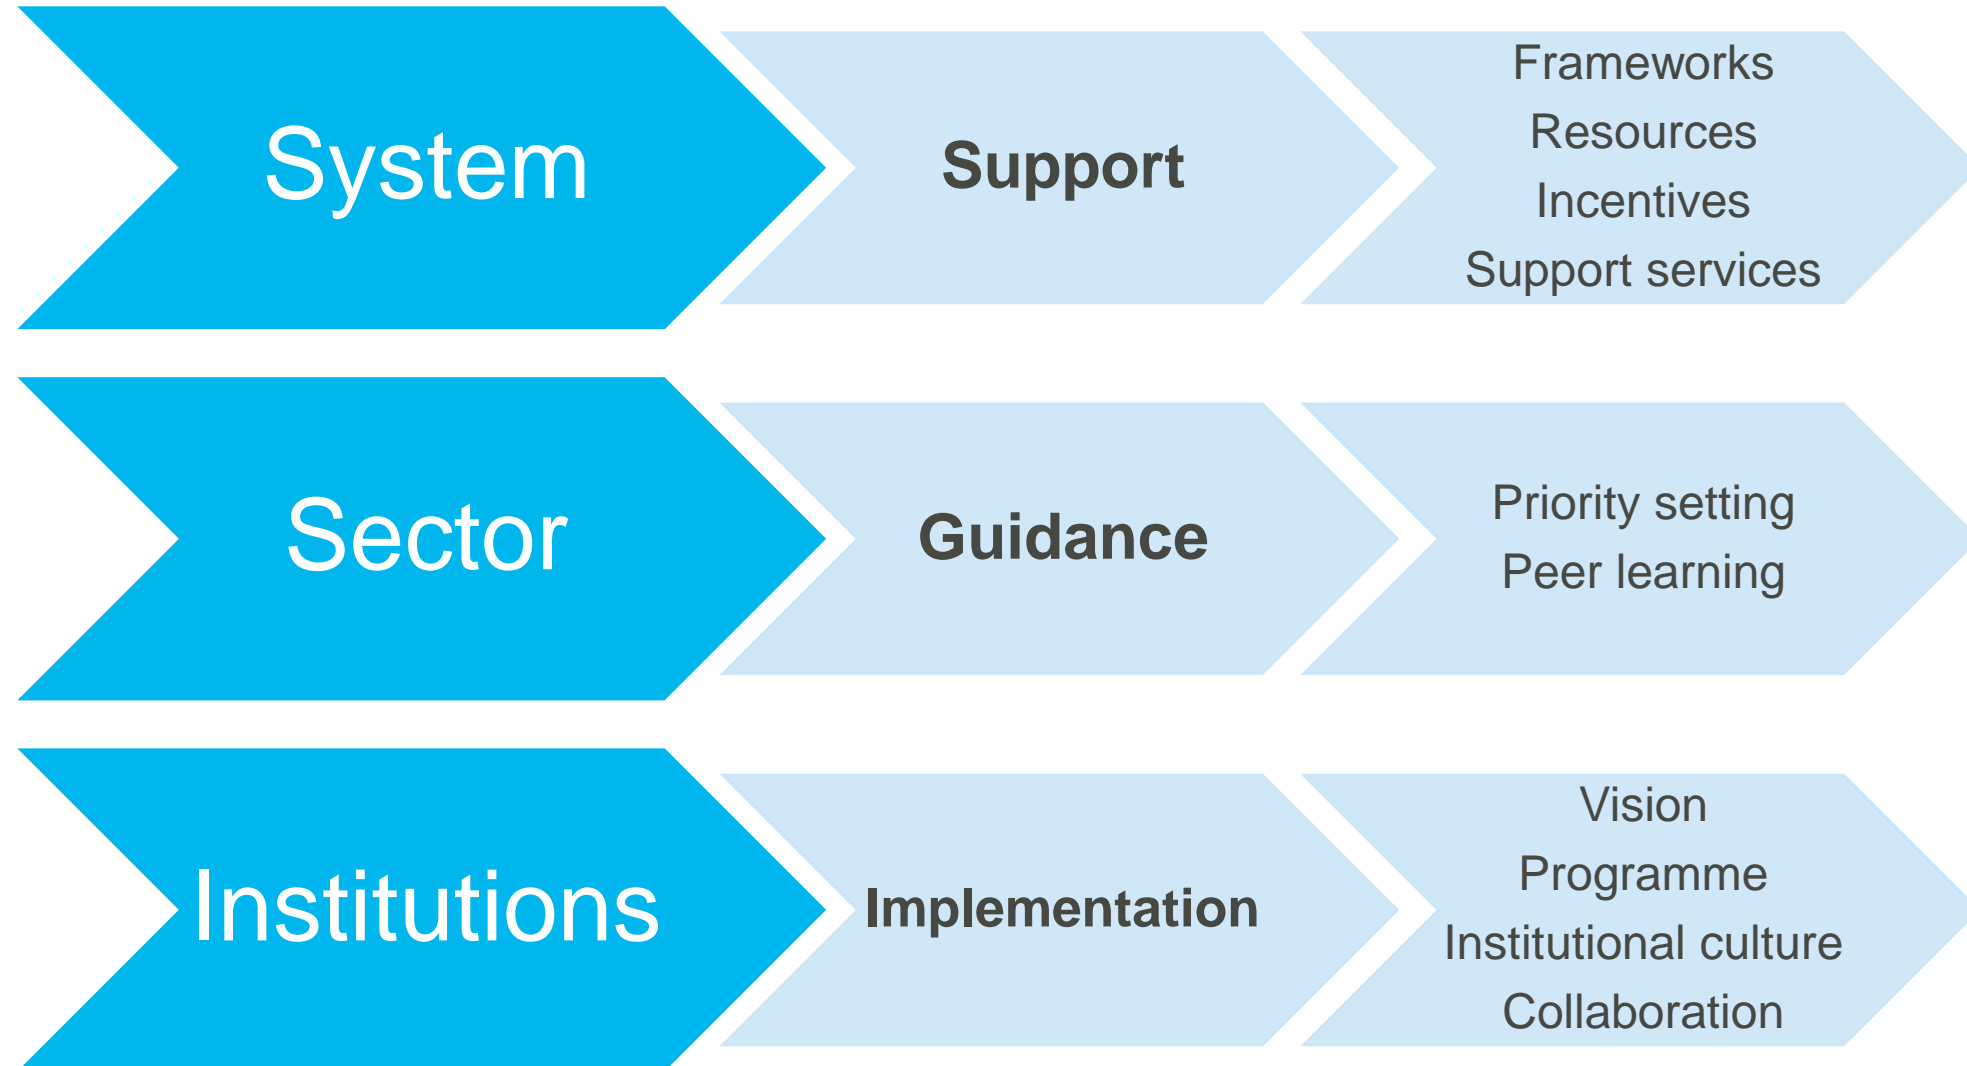 System
Support
Frameworks
Resources
Incentives
Support services
Sector
Guidance
Priority setting
Peer learning
Institutions
Implementation
Vision
Programme
Institutional culture
Collaboration